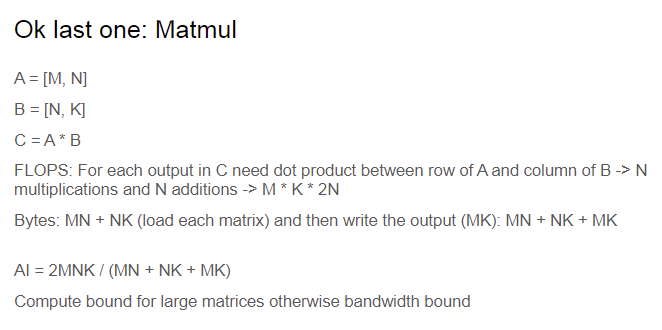 Ok last one: Matmul
A = [M, N]
B = [N, K]
C = A * B
FLOPS: For each output in C need dot product between row of A and column of B -> N
multiplications and N additions -> M * K * 2N
Bytes: MN + NK (load each matrix) and then write the output (MK): MN + NK + MK
AI = 2MNK / (MN + NK + MK)
Compute bound for large matrices otherwise bandwidth bound